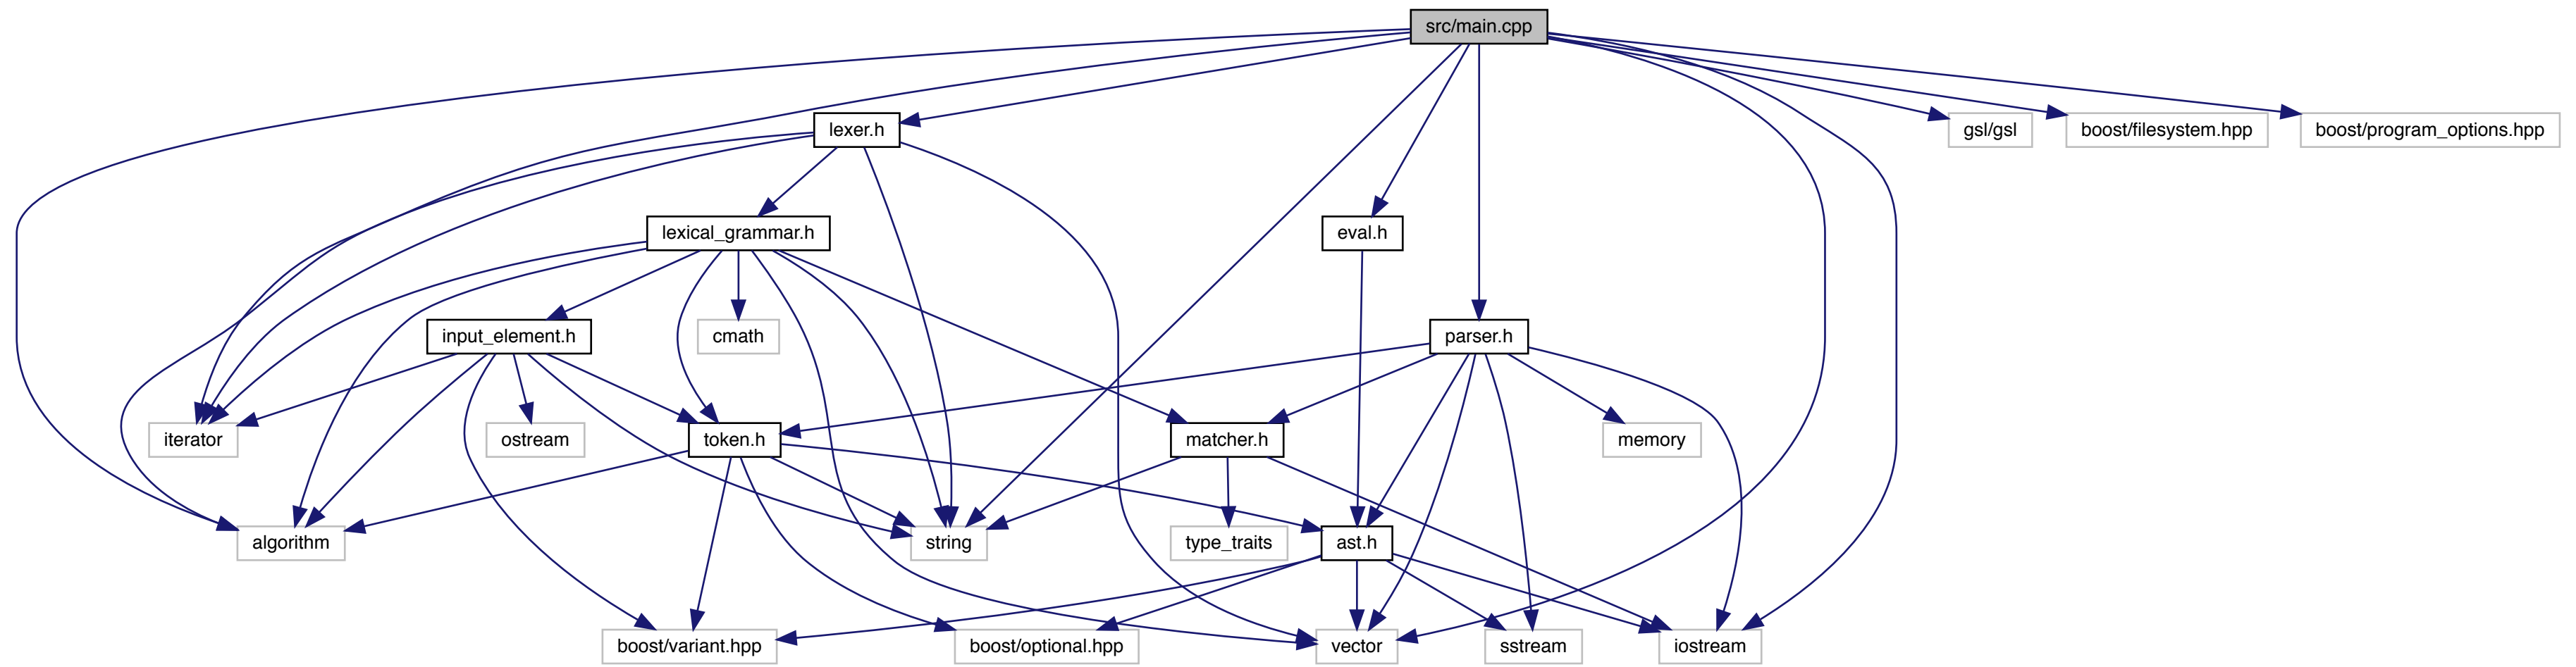 src/main.cpp
lexer.h
gsl/gsl
boost/filesystem.hpp
boost/program_options.hpp
lexical_grammar.h
eval.h
input_element.h
cmath
parser.h
iterator
ostream
token.h
matcher.h
memory
algorithm
string
type_traits
ast.h
boost/variant.hpp
boost/optional.hpp
vector
sstream
iostream